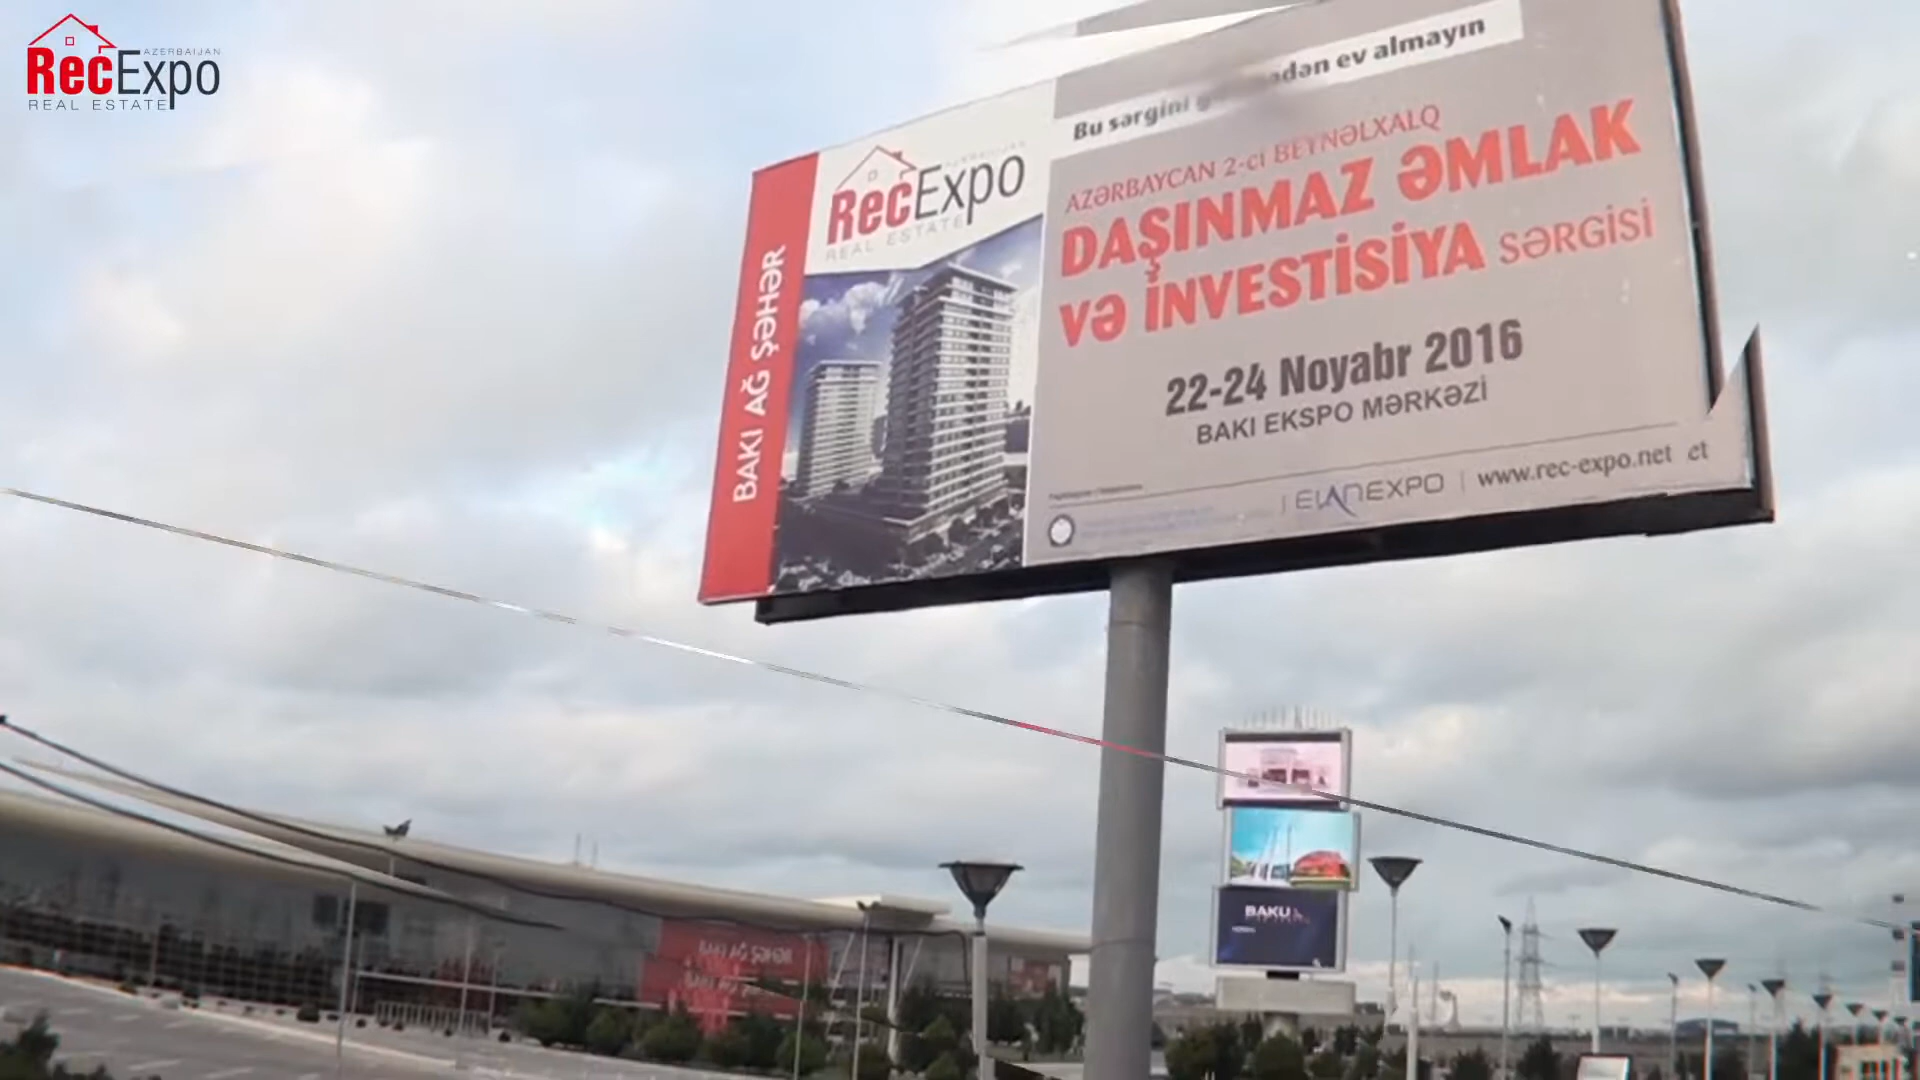 AZERBAIJAN
RecExpo
REAL ESTATE
Bu sərgini ev almayın
AZƏRBAYCAN 2-ci BEYNƏLXALQ
DAŞINMAZ ƏMLAK
VƏ İNVESTİSİYA SƏRGİSİ
22-24 Noyabr 2016
BAKI EKSPO MƏRKƏZİ
ELANEXPO | www.rec-expo.net et
AZERBAIJAN
RecExpo
REAL ESTATE
BAKI AĞ ŞƏHƏR
BAKU
BAKI AĞ ŞƏHƏR